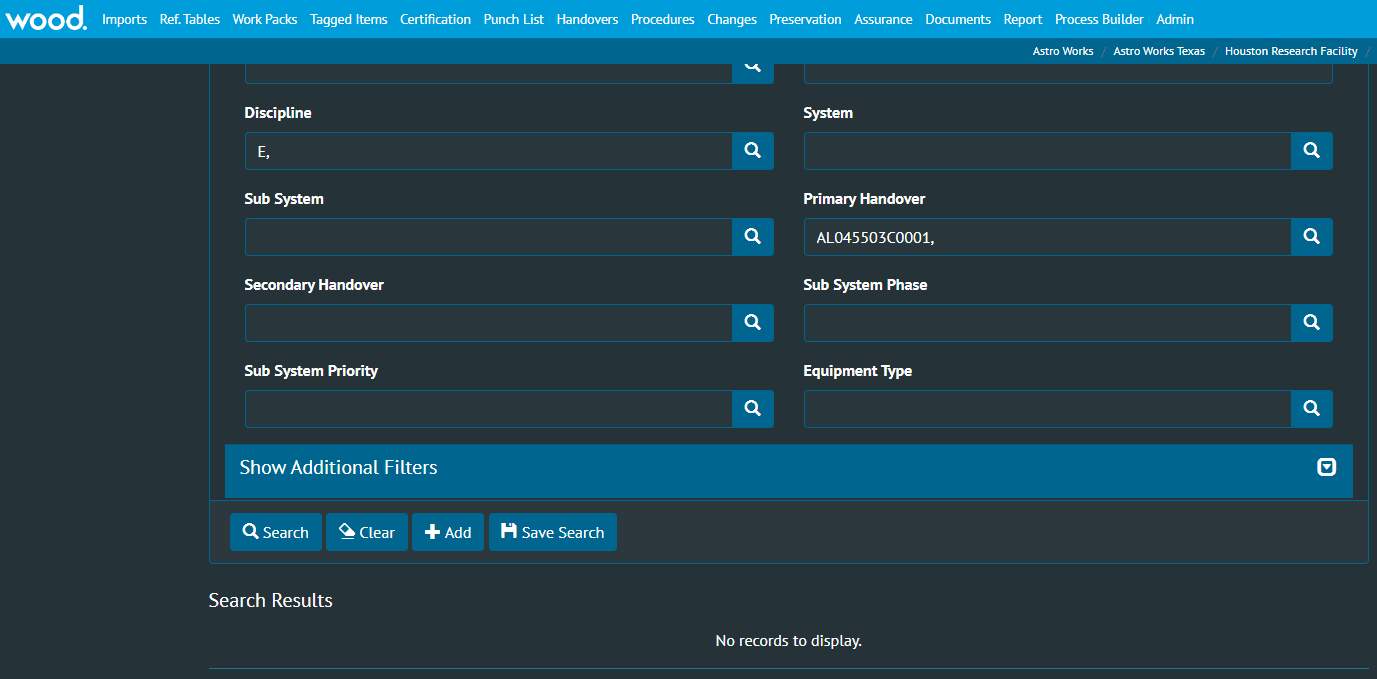 wood. Imports Ref. Tables Work Packs Tagged Items Certification Punch List Handovers Procedures Changes Preservation Assurance Documents Report Process Builder Admin
Astro Works / Astro Works Texas / Houston Research Facility /
Discipline System
E,
Sub System Primary Handover
AL045503C0001,
Secondary Handover Sub System Phase
Sub System Priority Equipment Type
Show Additional Filters
Search Clear Add Save Search
Search Results
No records to display.